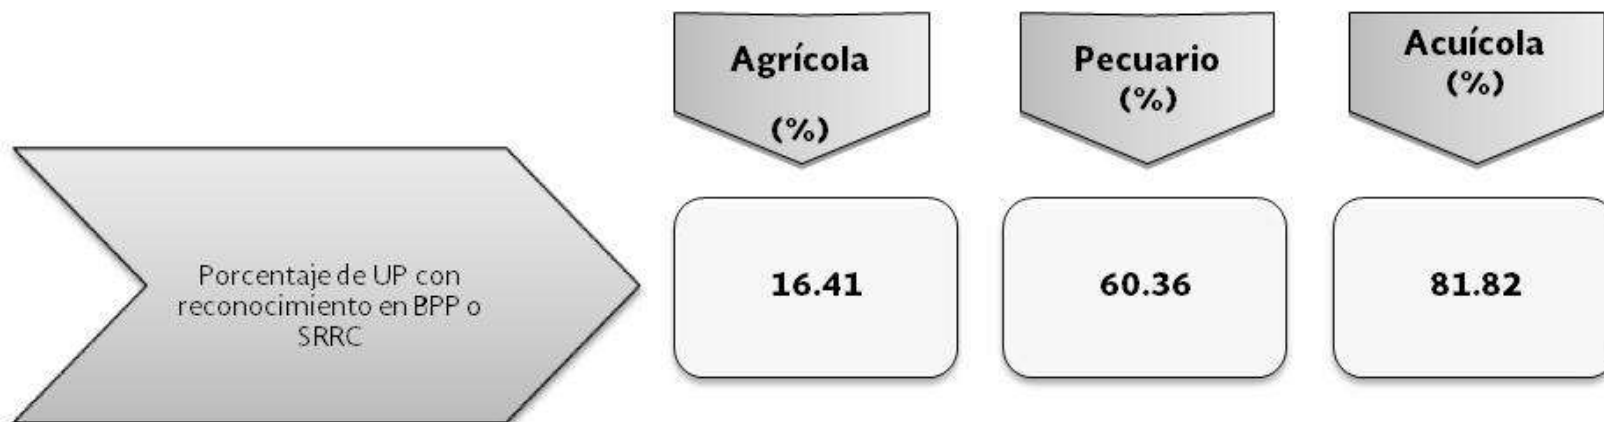 Agrícola
(%)
Pecuario
(%)
Acuícola
(%)
Porcentaje de UP con
reconocimiento en BPP o
SRRC
16.41
60.36
81.82